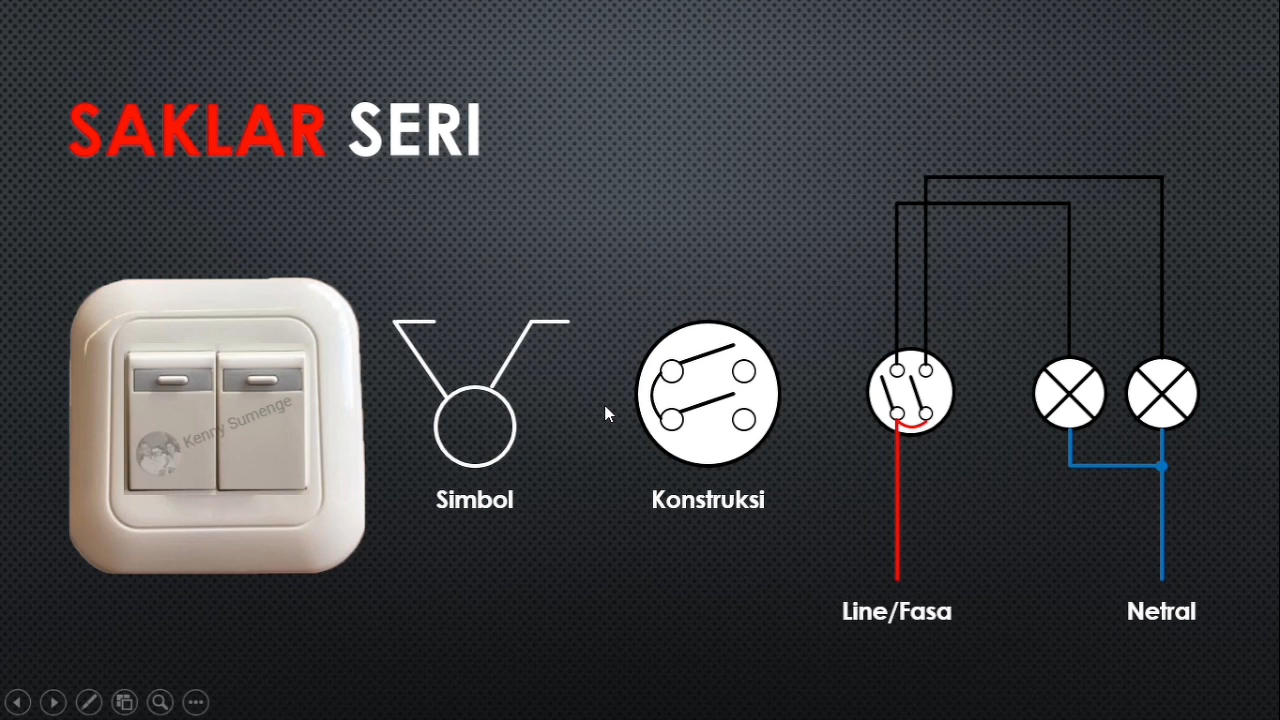 SAKLAR SERI
Kenny Sumenge
Simbol
Konstruksi
Line/Fasa
Netral